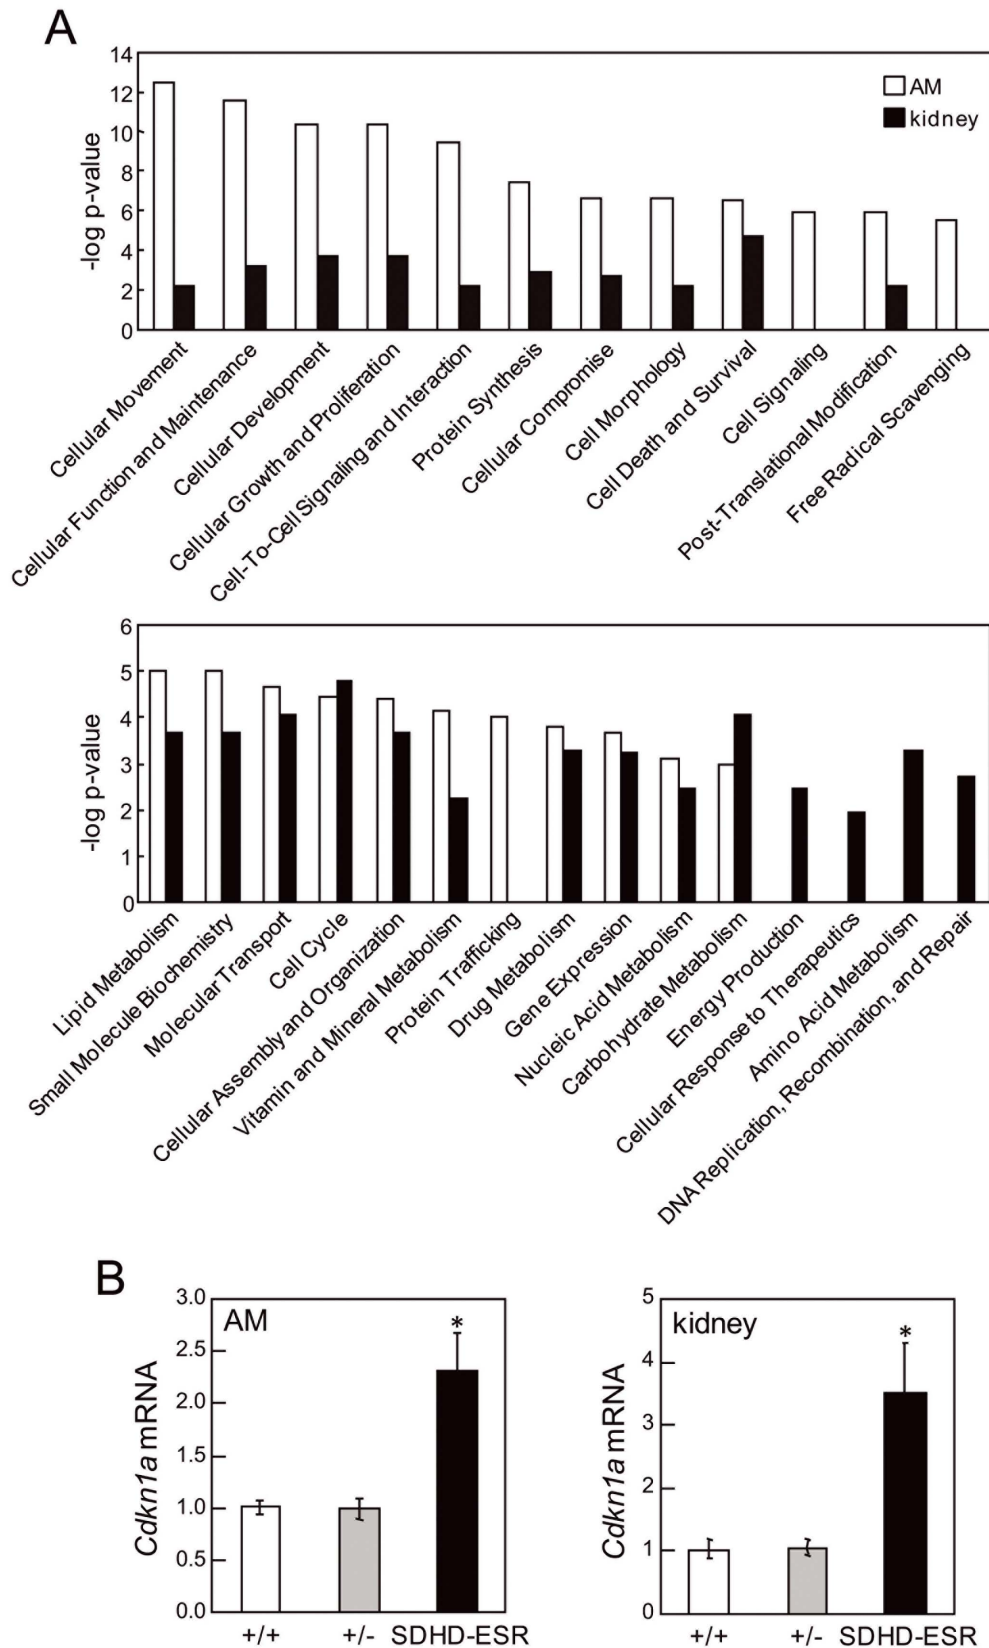 A
14
12
10
8
6
4
2
0
-log p-value
AM
kidney
Cellular Movement
Cellular Function and Maintenance
Cellular Development
Cellular Growth and Proliferation
Cell-To-Cell Signaling and Interaction
Protein Synthesis
Cellular Compromise
Cell Morphology
Cell Death and Survival
Cell Signaling
Post-Translational Modification
Free Radical Scavenging
6
5
4
3
2
1
0
-log p-value
Lipid Metabolism
Small Molecule Biochemistry
Molecular Transport
Cell Cycle
Cellular Assembly and Organization
Vitamin and Mineral Metabolism
Protein Trafficking
Drug Metabolism
Gene Expression
Nucleic Acid Metabolism
Carbohydrate Metabolism
Energy Production
Cellular Response to Therapeutics
Amino Acid Metabolism
DNA Replication, Recombination, and Repair
B
3.0
2.5
2.0
1.5
1.0
0.5
0.0
Cdkn1a mRNA
AM
*
+/+ +/- SDHD-ESR
5
4
3
2
1
0
Cdkn1a mRNA
kidney
*
+/+ +/- SDHD-ESR